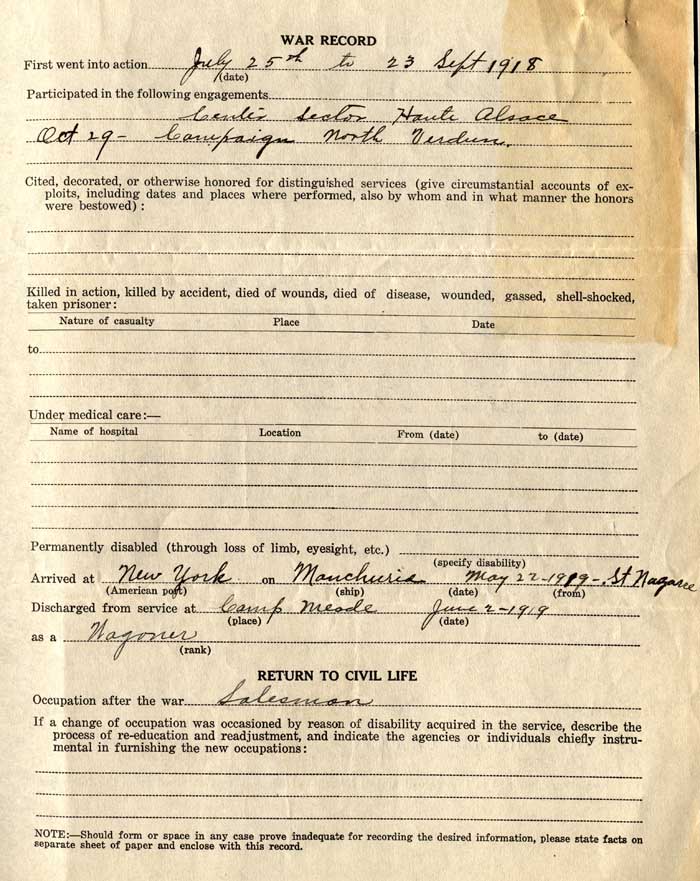 WAR RECORD
First went into action July 25th to 23 Sept 1918
(date)
Participated in the following engagements
Center Sector Haute Alsace
Oct 29- Campaign North Verdun.
Cited, decorated, or otherwise honored for distinguished services (give circumstantial accounts of ex-
ploits, including dates and places where performed, also by whom and in what manner the honors
were bestowed) :
Killed in action, killed by accident, died of wounds, died of disease, wounded, gassed, shell-shocked,
taken prisoner:
Nature of casualty Place Date
to
Under medical care:—
Name of hospital Location From (date) to (date)
Permanently disabled (through loss of limb, eyesight, etc.)
(specify disability)
Arrived at New York on Manchuria May 22-1919-. St Nazaire
(American port) (ship) (date) (from)
Discharged from service at Camp Meade June 2-1919
(place) (date)
as a Wagoner
(rank)
RETURN TO CIVIL LIFE
Occupation after the war Salesman
If a change of occupation was occasioned by reason of disability acquired in the service, describe the
process of re-education and readjustment, and indicate the agencies or individuals chiefly instru-
mental in furnishing the new occupations:
NOTE:—Should form or space in any case prove inadequate for recording the desired information, please state facts on
separate sheet of paper and enclose with this record.